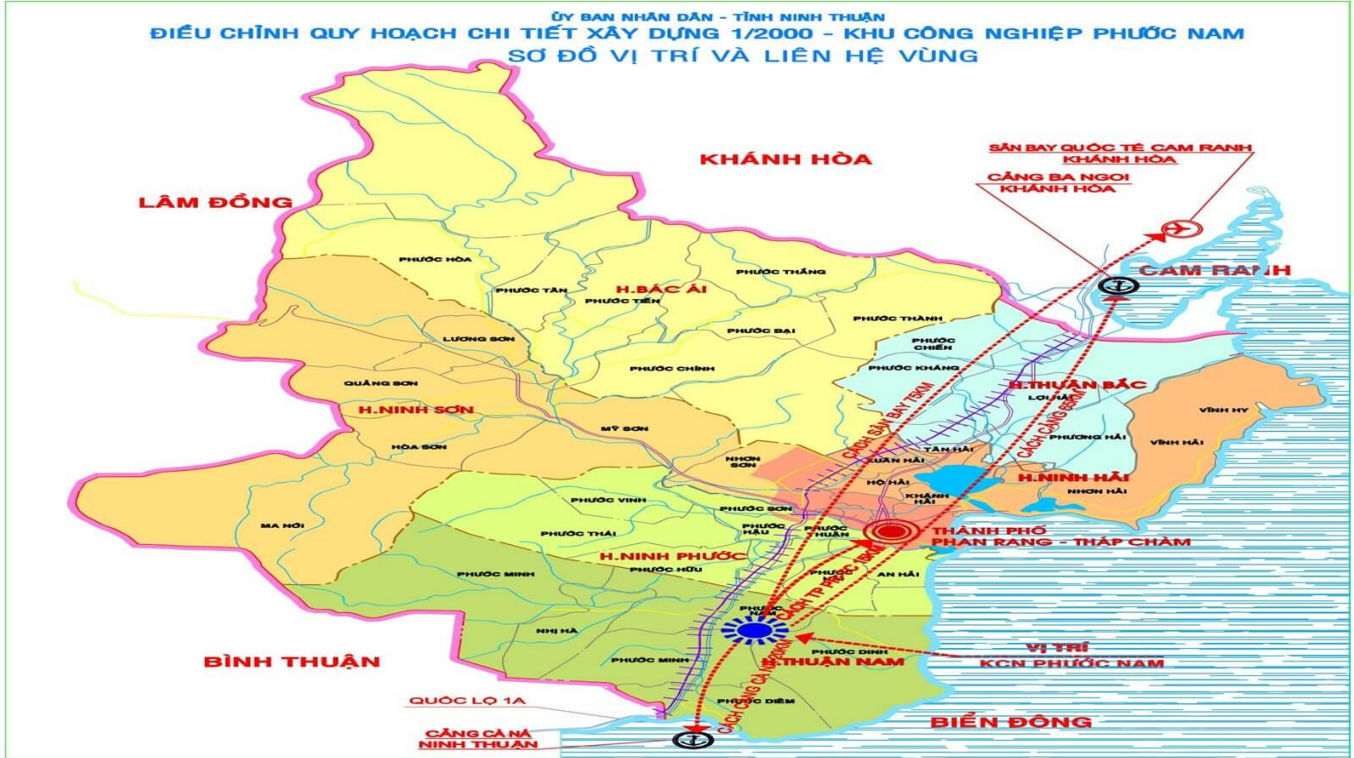 ỦY BAN NHÂN DÂN - TỈNH NINH THUẬN
ĐIỀU CHỈNH QUY HOẠCH CHI TIẾT XÂY DỰNG 1/2000 - KHU CÔNG NGHIỆP PHƯỚC NAM
SƠ ĐỒ VỊ TRÍ VÀ LIÊN HỆ VÙNG
KHÁNH HÒA
SÂN BAY QUỐC TẾ CAM RANH
KHÁNH HÒA
CẢNG BA NGOI
KHÁNH HÒA
LÂM ĐỒNG
CAM RANH
PHƯỚC HÒA
PHƯỚC TÂN
PHƯỚC THẮNG
H.BÁC ÁI
PHƯỚC TIẾN
PHƯỚC THÀNH
PHƯỚC ĐẠI
LƯƠNG SƠN
PHƯỚC CHIẾN
PHƯỚC CHÍNH
PHƯỚC KHÁNG
QUẢNG SƠN
H.THUẬN BẮC
LỢI HẢI
H.NINH SƠN
CÁCH SÂN BAY 75KM
CÁCH CẢNG 65KM
VĨNH HY
MỸ SƠN
PHƯƠNG HẢI
VĨNH HẢI
HÒA SƠN
TÂN HẢI
NHƠN SƠN
XUÂN HẢI
H.NINH HẢI
HỘ HẢI
NHƠN HẢI
KHÁNH HẢI
PHƯỚC VINH
PHƯỚC SƠN
MA NỚI
PHƯỚC THÁI
PHƯỚC HẬU
PHƯỚC THUẬN
THÀNH PHỐ
PHAN RANG - THÁP CHÀM
H.NINH PHƯỚC
PHƯỚC HỮU
PHƯỚC MINH
AN HẢI
PHƯỚC NAM
NHỊ HÀ
PHƯỚC MINH
PHƯỚC DINH
H.THUẬN NAM
VỊ TRÍ
KCN PHƯỚC NAM
BÌNH THUẬN
PHƯỚC DIÊM
QUỐC LỘ 1A
BIỂN ĐÔNG
CẢNG CÀ NÁ
NINH THUẬN